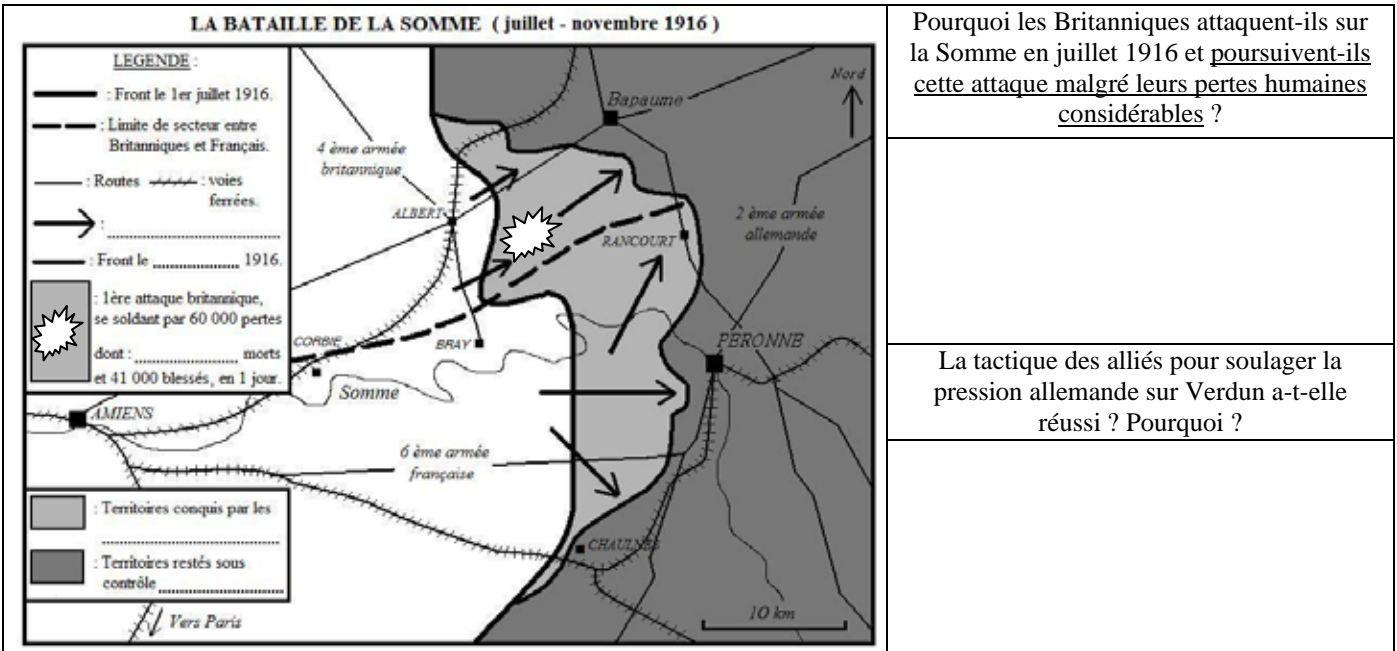 LA BATAILLE DE LA SOMME ( juillet - novembre 1916 )
LEGENDE :
: Front le 1er juillet 1916.
: Limite de secteur entre
Britanniques et Français.
: Routes
: voies
ferrées.
: ........................................
: Front le .................. 1916.
: 1ère attaque britannique,
se soldant par 60 000 pertes
dont : ..................... morts
et 41 000 blessés, en 1 jour.
Nord
Bapaume
4 ème armée
britannique
ALBERT
RANCOURT
2 ème armée
allemande
CORBIE
BRAY
PERONNE
Somme
AMIENS
6 ème armée
française
: Territoires conquis par les
........................................
: Territoires restés sous
contrôle ............................
CHAULNES
10 km
Vers Paris
Pourquoi les Britanniques attaquent-ils sur
la Somme en juillet 1916 et poursuivent-ils
cette attaque malgré leurs pertes humaines
considérables ?
La tactique des alliés pour soulager la
pression allemande sur Verdun a-t-elle
réussi ? Pourquoi ?